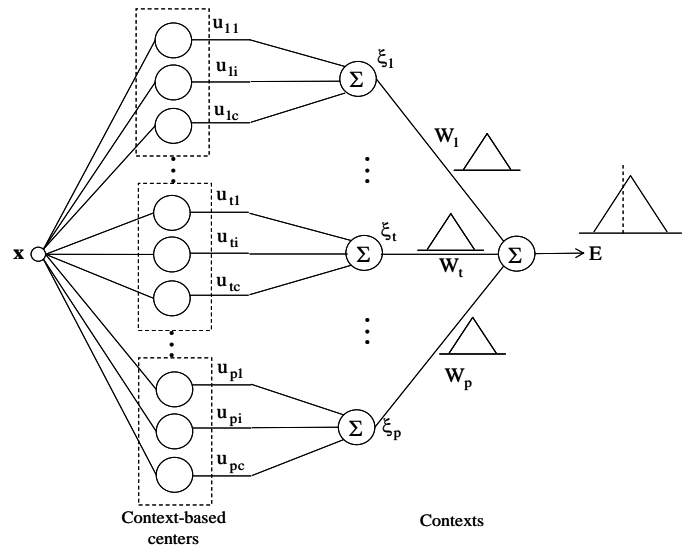 u11
u1i
u1c
ξ1
Σ
W1
ut1
uti
utc
ξt
Σ
Wt
x
Σ
E
up1
upi
upc
Σ
ξp
Wp
Context-based
centers
Contexts